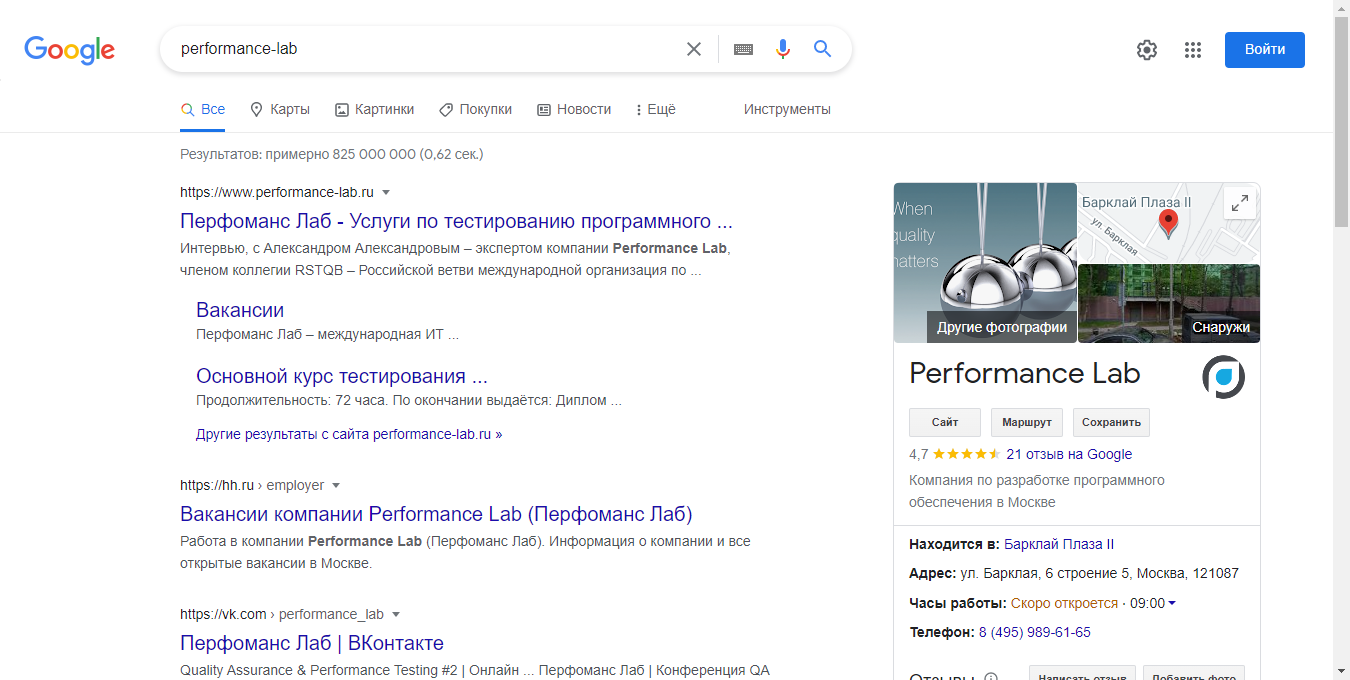 Google
performance-lab
Войти
Все
Карты
Картинки
Покупки
Новости
Ещё
Инструменты
Результатов: примерно 825 000 000 (0,62 сек.)
https://www.performance-lab.ru
Перфоманс Лаб - Услуги по тестированию программного ...
Интервью, с Александром Александровым – экспертом компании Performance Lab,
членом коллегии RSTQB – Российской ветви международной организация по ...
Вакансии
Перфоманс Лаб – международная ИТ ...
Основной курс тестирования ...
Продолжительность: 72 часа. По окончании выдаётся: Диплом ...
Другие результаты с сайта performance-lab.ru »
https://hh.ru › employer
Вакансии компании Performance Lab (Перфоманс Лаб)
Работа в компании Performance Lab (Перфоманс Лаб). Информация о компании и все
открытые вакансии в Москве.
https://vk.com › performance_lab
Перфоманс Лаб | ВКонтакте
Quality Assurance & Performance Testing #2 | Онлайн ... Перфоманс Лаб | Конференция QA
When
quality
matters
Другие фотографии
Барклай Плаза II
ул. Барклая
Снаружи
Performance Lab
Сайт
Маршрут
Сохранить
4,7
21 отзыв на Google
Компания по разработке программного
обеспечения в Москве
Находится в: Барклай Плаза II
Адрес: ул. Барклая, 6 строение 5, Москва, 121087
Часы работы: Скоро откроется · 09:00
Телефон: 8 (495) 989-61-65
Отзывы
Написать отзыв
Добавить фото